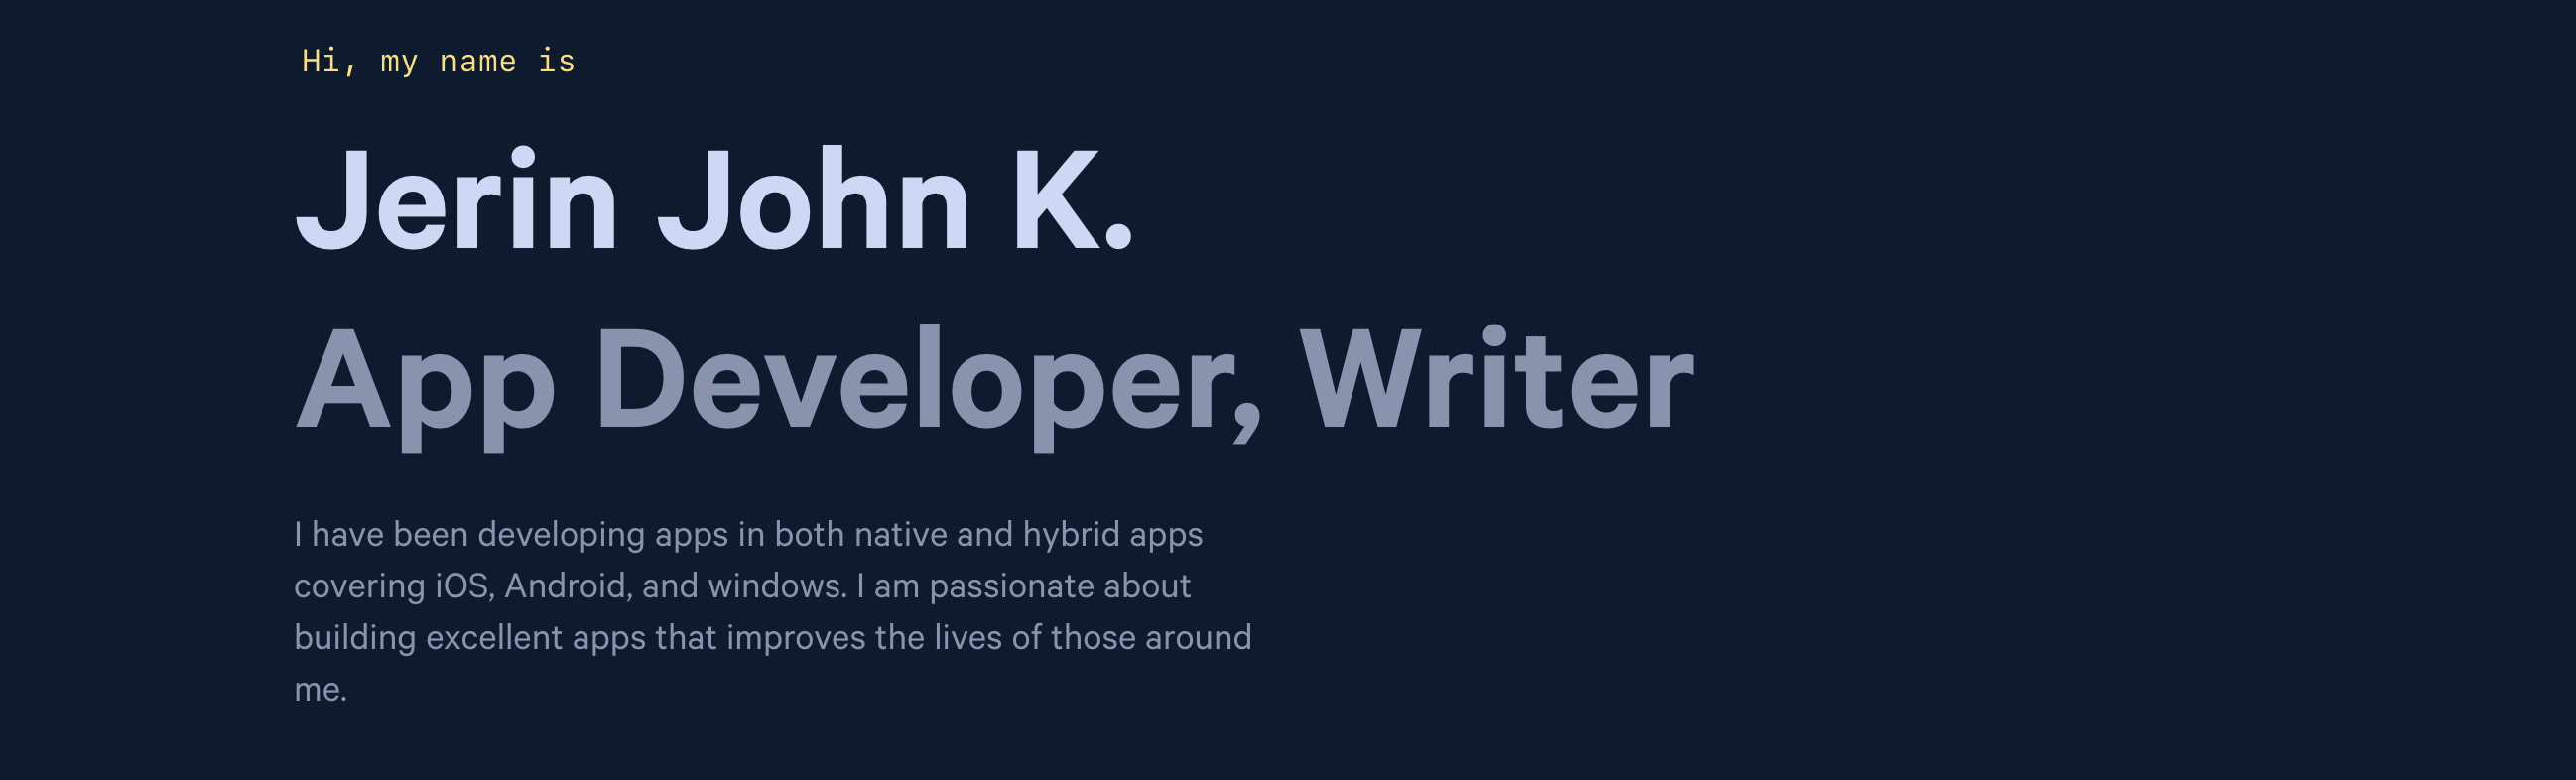 Hi, my name is
Jerin John K.
App Developer, Writer
I have been developing apps in both native and hybrid apps
covering iOS, Android, and windows. I am passionate about
building excellent apps that improves the lives of those around
me.